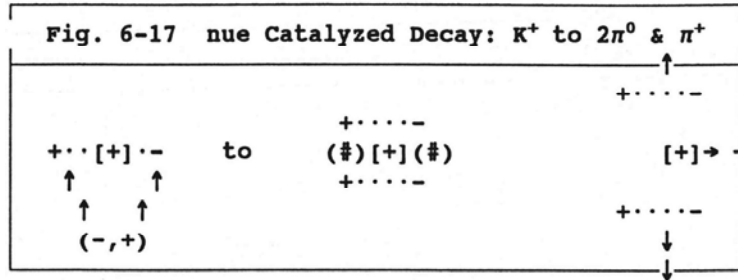 Fig. 6-17 nue Catalyzed Decay: K⁺ to 2π⁰ & π⁺
↑
+····-
+····-
+··[+]·- to (#)[+](#) [+]→ -
↑ ↑ +····-
↑ ↑ +····-
(-,+) ↓
↓